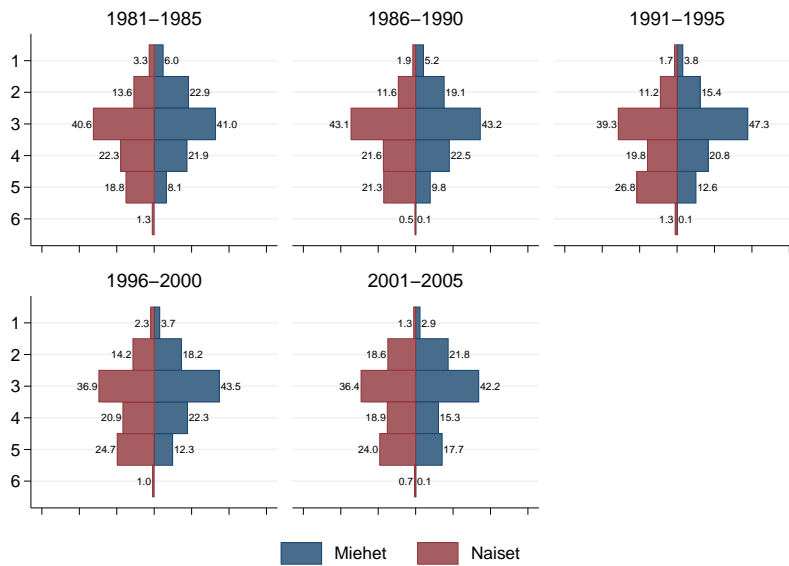 1981–1985 1986–1990 1991–1995
1 3.3 6.0 1.9 5.2 1.7 3.8
2 13.6 22.9 11.6 19.1 11.2 15.4
3 40.6 41.0 43.1 43.2 39.3 47.3
4 22.3 21.9 21.6 22.5 19.8 20.8
5 18.8 8.1 21.3 9.8 26.8 12.6
6 1.3 0.5 0.1 1.3 0.1
1996–2000 2001–2005
1 2.3 3.7 1.3 2.9
2 14.2 18.2 18.6 21.8
3 36.9 43.5 36.4 42.2
4 20.9 22.3 18.9 15.3
5 24.7 12.3 24.0 17.7
6 1.0 0.7 0.1
Miehet Naiset